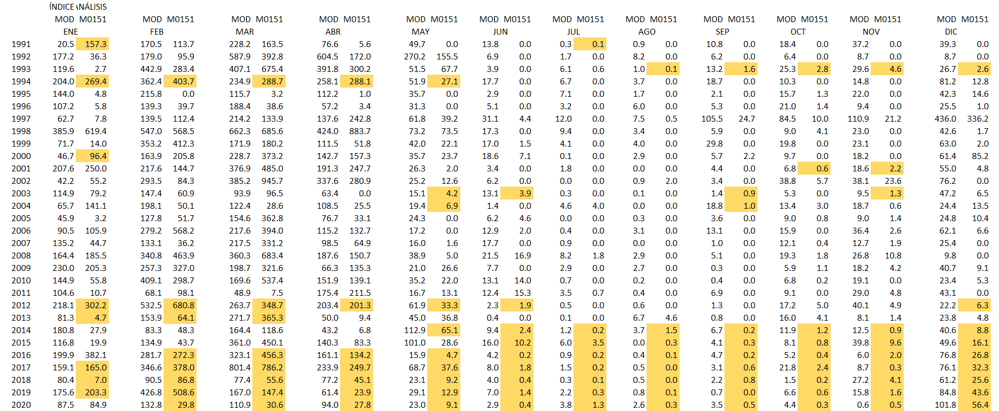 ÍNDICE ANÁLISIS
MOD M0151 MOD M0151 MOD M0151 MOD M0151 MOD M0151 MOD M0151 MOD M0151 MOD M0151 MOD M0151 MOD M0151 MOD M0151 MOD M0151
ENE FEB MAR ABR MAY JUN JUL AGO SEP OCT NOV DIC
1991 20.5 157.3 170.5 113.7 228.2 163.5 76.6 5.6 49.7 0.0 13.8 0.0 0.3 0.1 0.9 0.0 10.8 0.0 18.4 0.0 37.2 0.0 39.3 0.0
1992 177.2 36.3 179.0 95.9 587.9 392.8 604.5 172.0 270.2 155.5 6.9 0.0 1.7 0.0 8.2 0.0 6.2 0.0 6.4 0.0 8.7 0.0 8.7 0.0
1993 119.6 2.7 442.9 283.4 407.1 675.4 391.8 300.2 51.5 67.7 3.9 0.0 6.1 0.6 1.0 0.1 13.2 1.6 25.3 2.8 29.6 4.6 26.7 2.6
1994 204.0 269.4 362.4 403.7 234.9 288.7 258.1 288.1 51.9 27.1 17.7 0.0 6.7 0.0 3.7 0.0 18.7 0.0 10.3 0.0 14.8 0.0 81.2 12.8
1995 144.0 4.8 215.8 0.0 115.7 3.2 112.2 1.0 35.7 0.0 2.9 0.0 7.1 0.0 1.7 0.0 2.1 0.0 15.7 1.3 22.0 0.0 42.3 14.6
1996 107.2 5.8 139.3 39.7 188.4 38.6 57.2 3.4 31.3 0.0 5.1 0.0 3.2 0.0 6.0 0.0 5.3 0.0 21.0 1.4 9.4 0.0 25.5 1.0
1997 62.7 7.8 139.5 112.4 214.2 133.9 137.6 242.8 61.8 39.2 31.1 4.4 12.0 0.0 7.5 0.5 105.5 24.7 84.5 10.0 110.9 21.2 436.0 336.2
1998 385.9 619.4 547.0 568.5 662.3 685.6 424.0 883.7 73.2 73.5 17.3 0.0 9.4 0.0 3.4 0.0 5.9 0.0 9.0 4.1 23.0 0.0 42.6 1.7
1999 71.7 14.0 353.2 412.3 171.9 180.2 111.5 51.8 42.0 22.1 17.0 1.5 4.1 0.0 4.0 0.0 29.8 0.0 19.8 0.0 23.1 0.0 63.0 2.0
2000 46.7 96.4 163.9 205.8 228.7 373.2 142.7 157.3 35.7 23.7 18.6 7.1 0.1 0.0 2.9 0.0 5.7 2.2 9.7 0.0 18.2 0.0 61.4 85.2
2001 207.6 250.0 217.6 144.7 376.9 485.0 191.3 247.7 26.3 2.0 3.4 0.0 1.8 0.0 0.0 0.0 4.4 0.0 6.8 0.6 18.6 2.2 55.0 4.8
2002 42.2 55.2 293.5 84.3 385.2 945.7 337.6 280.9 25.2 12.6 6.2 0.0 0.0 0.0 0.9 2.0 3.4 0.0 38.8 5.7 38.1 23.6 76.2 0.0
2003 114.9 79.2 147.4 60.9 93.9 96.5 63.4 0.0 15.1 4.2 13.1 3.9 0.3 0.0 0.1 0.0 1.4 0.9 5.3 0.0 9.5 1.3 47.2 6.5
2004 65.7 141.1 198.1 50.1 122.4 28.6 108.5 25.5 19.4 6.9 1.4 0.0 4.6 4.0 0.0 0.0 18.8 1.0 13.4 3.0 18.7 0.6 24.4 13.5
2005 45.9 3.2 127.8 51.7 154.6 362.8 76.7 33.1 24.3 0.0 6.2 4.6 0.0 0.0 0.3 0.0 3.6 0.0 9.0 0.8 9.0 1.4 24.8 10.4
2006 90.5 105.9 279.2 568.2 217.6 394.0 115.2 132.7 17.2 0.0 12.9 2.0 0.4 0.0 3.1 0.0 13.1 0.0 15.9 0.0 36.4 2.6 62.1 6.6
2007 135.2 44.7 133.1 36.2 217.5 331.2 98.5 64.9 16.0 1.6 17.7 0.0 0.9 0.0 0.0 0.0 1.0 0.0 12.1 0.4 12.7 1.9 25.4 0.0
2008 164.4 185.5 340.8 463.9 360.3 683.4 187.6 150.7 38.9 5.0 21.5 16.9 8.2 1.8 2.9 0.0 5.1 0.0 19.3 1.8 26.8 10.8 9.8 0.0
2009 230.0 205.3 257.3 327.0 198.7 321.6 66.3 135.3 21.0 26.6 7.7 0.0 2.9 0.0 2.7 0.0 0.3 0.0 5.9 1.1 18.2 4.2 40.7 9.1
2010 144.9 55.8 409.1 298.7 169.6 537.4 151.9 139.1 35.2 22.0 13.1 14.0 0.7 0.0 0.2 0.0 0.4 0.0 6.8 0.2 19.1 0.0 23.4 5.3
2011 104.6 10.7 68.1 98.1 48.9 7.5 175.4 211.5 16.7 13.1 12.4 15.3 3.5 0.7 0.4 0.0 6.9 0.0 9.1 0.0 29.0 4.8 43.1 0.0
2012 218.1 302.2 532.5 680.8 263.7 348.7 203.4 201.3 61.9 33.3 2.3 1.9 0.5 0.0 0.6 0.0 1.3 0.0 17.2 5.0 40.1 4.9 22.2 6.3
2013 81.3 4.7 153.9 64.1 271.7 365.3 50.0 9.4 45.0 36.8 0.4 0.0 0.1 0.0 6.7 4.6 0.8 0.0 16.0 4.1 8.1 1.4 23.8 4.8
2014 180.8 27.9 83.3 48.3 164.4 118.6 43.2 6.8 112.9 65.1 9.4 2.4 1.2 0.2 3.7 1.5 6.7 0.2 11.9 1.2 12.5 0.9 40.6 8.8
2015 116.8 19.9 134.9 43.7 361.0 450.1 140.3 83.3 101.0 28.6 16.0 10.2 6.0 3.5 0.0 0.3 4.1 0.3 8.1 0.8 39.8 9.6 49.6 16.1
2016 199.9 382.1 281.7 272.3 323.1 456.3 161.1 134.2 15.9 4.7 4.2 0.2 0.9 0.2 0.4 0.1 4.7 0.2 5.2 0.4 6.0 2.0 76.8 26.8
2017 159.1 165.0 346.6 378.0 801.4 786.2 233.9 249.7 68.7 37.6 8.0 1.8 1.5 0.2 0.5 0.0 3.1 0.6 21.8 2.4 8.7 0.3 76.1 32.3
2018 80.4 7.0 90.5 86.8 77.4 55.6 77.2 45.1 23.1 9.2 4.0 0.4 0.3 0.1 0.5 0.0 2.2 0.8 1.5 0.2 27.2 4.1 61.2 25.6
2019 175.6 203.3 426.8 508.6 167.0 147.4 61.4 23.9 29.1 12.9 7.0 1.4 2.2 0.3 0.8 0.1 0.7 0.0 6.6 0.6 15.8 1.6 84.8 43.6
2020 87.5 84.9 132.8 29.8 110.9 30.6 94.0 27.8 23.0 9.1 2.9 0.4 3.8 1.3 2.6 0.3 3.5 0.5 4.4 0.3 0.6 0.5 101.8 56.4